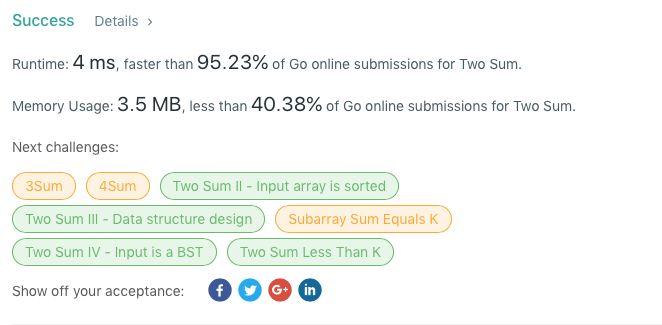 Success Details >
Runtime: 4 ms, faster than 95.23% of Go online submissions for Two Sum.
Memory Usage: 3.5 MB, less than 40.38% of Go online submissions for Two Sum.
Next challenges:
3Sum 4Sum Two Sum II - Input array is sorted
Two Sum III - Data structure design Subarray Sum Equals K
Two Sum IV - Input is a BST Two Sum Less Than K
Show off your acceptance: f G+ in